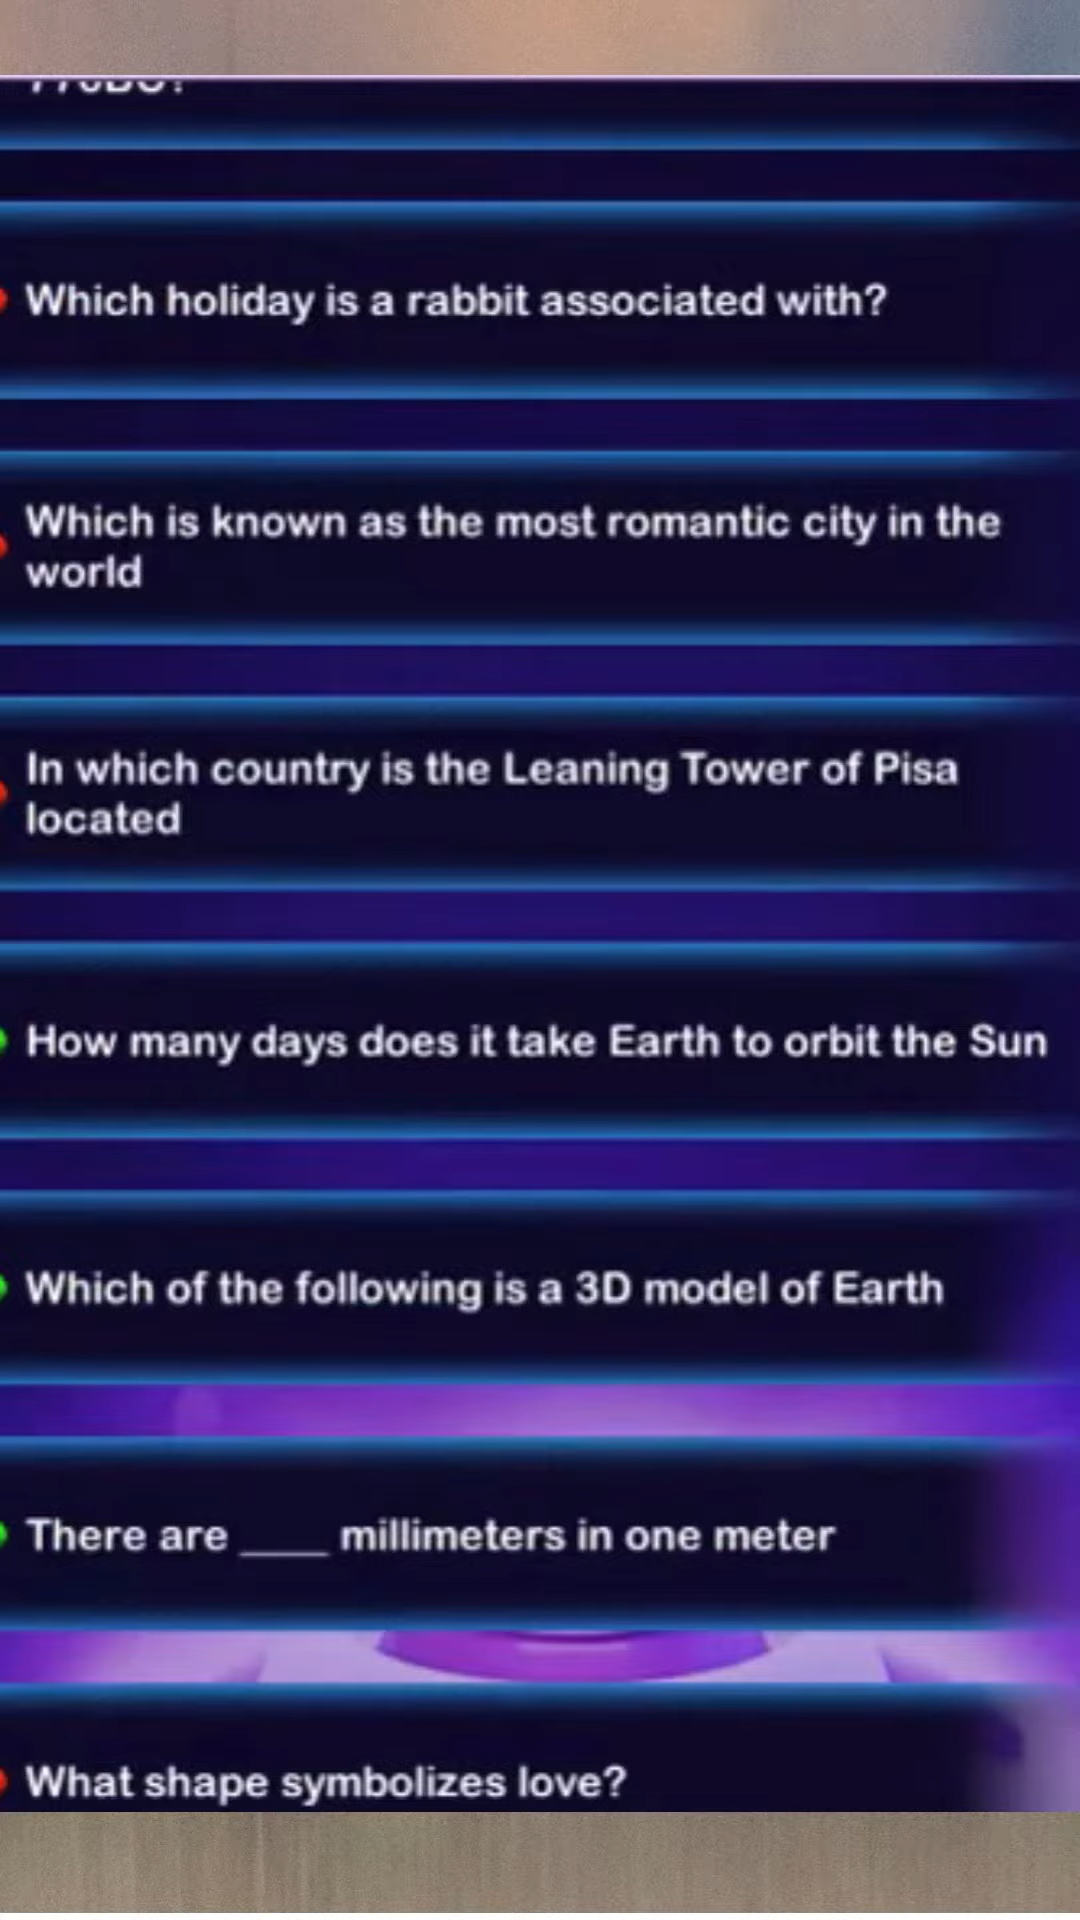 Which holiday is a rabbit associated with?
Which is known as the most romantic city in the
world
In which country is the Leaning Tower of Pisa
located
How many days does it take Earth to orbit the Sun
Which of the following is a 3D model of Earth
There are ____ millimeters in one meter
What shape symbolizes love?